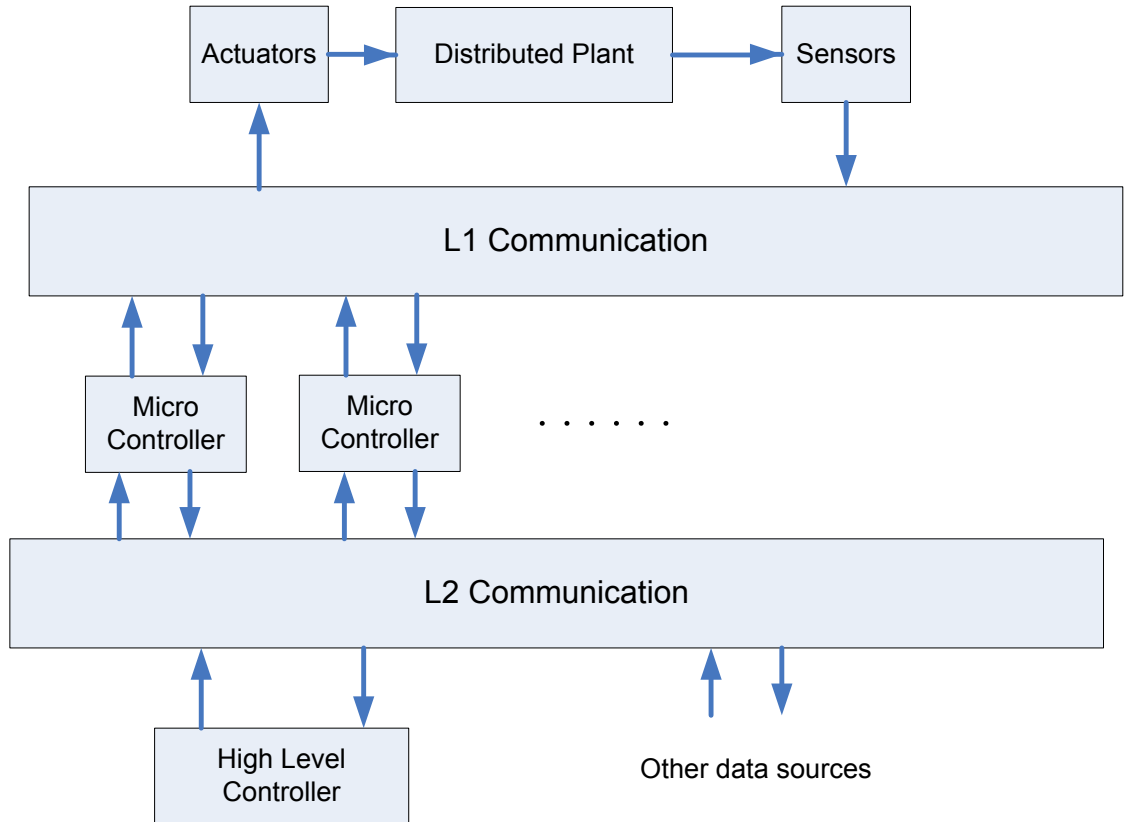 Actuators
Distributed Plant
Sensors
L1 Communication
Micro
Controller
Micro
Controller
. . . . . .
L2 Communication
High Level
Controller
Other data sources